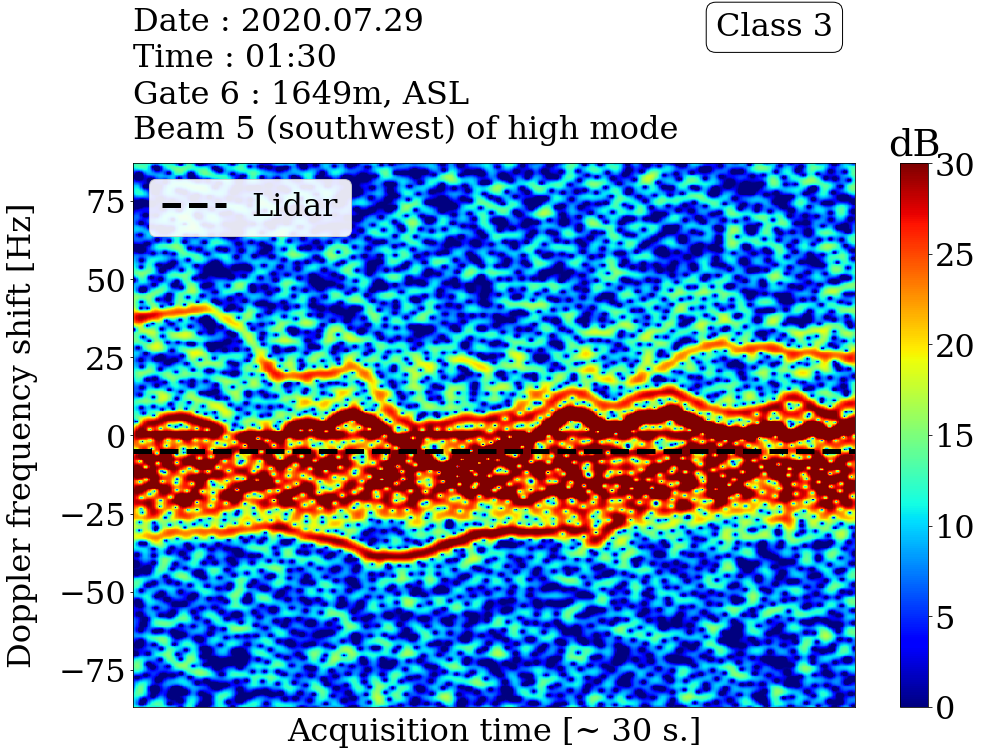 Date : 2020.07.29
Time : 01:30
Gate 6 : 1649m, ASL
Beam 5 (southwest) of high mode
Class 3
dB
Lidar
Doppler frequency shift [Hz]
75
50
25
0
−25
−50
−75
30
25
20
15
10
5
0
Acquisition time [~ 30 s.]